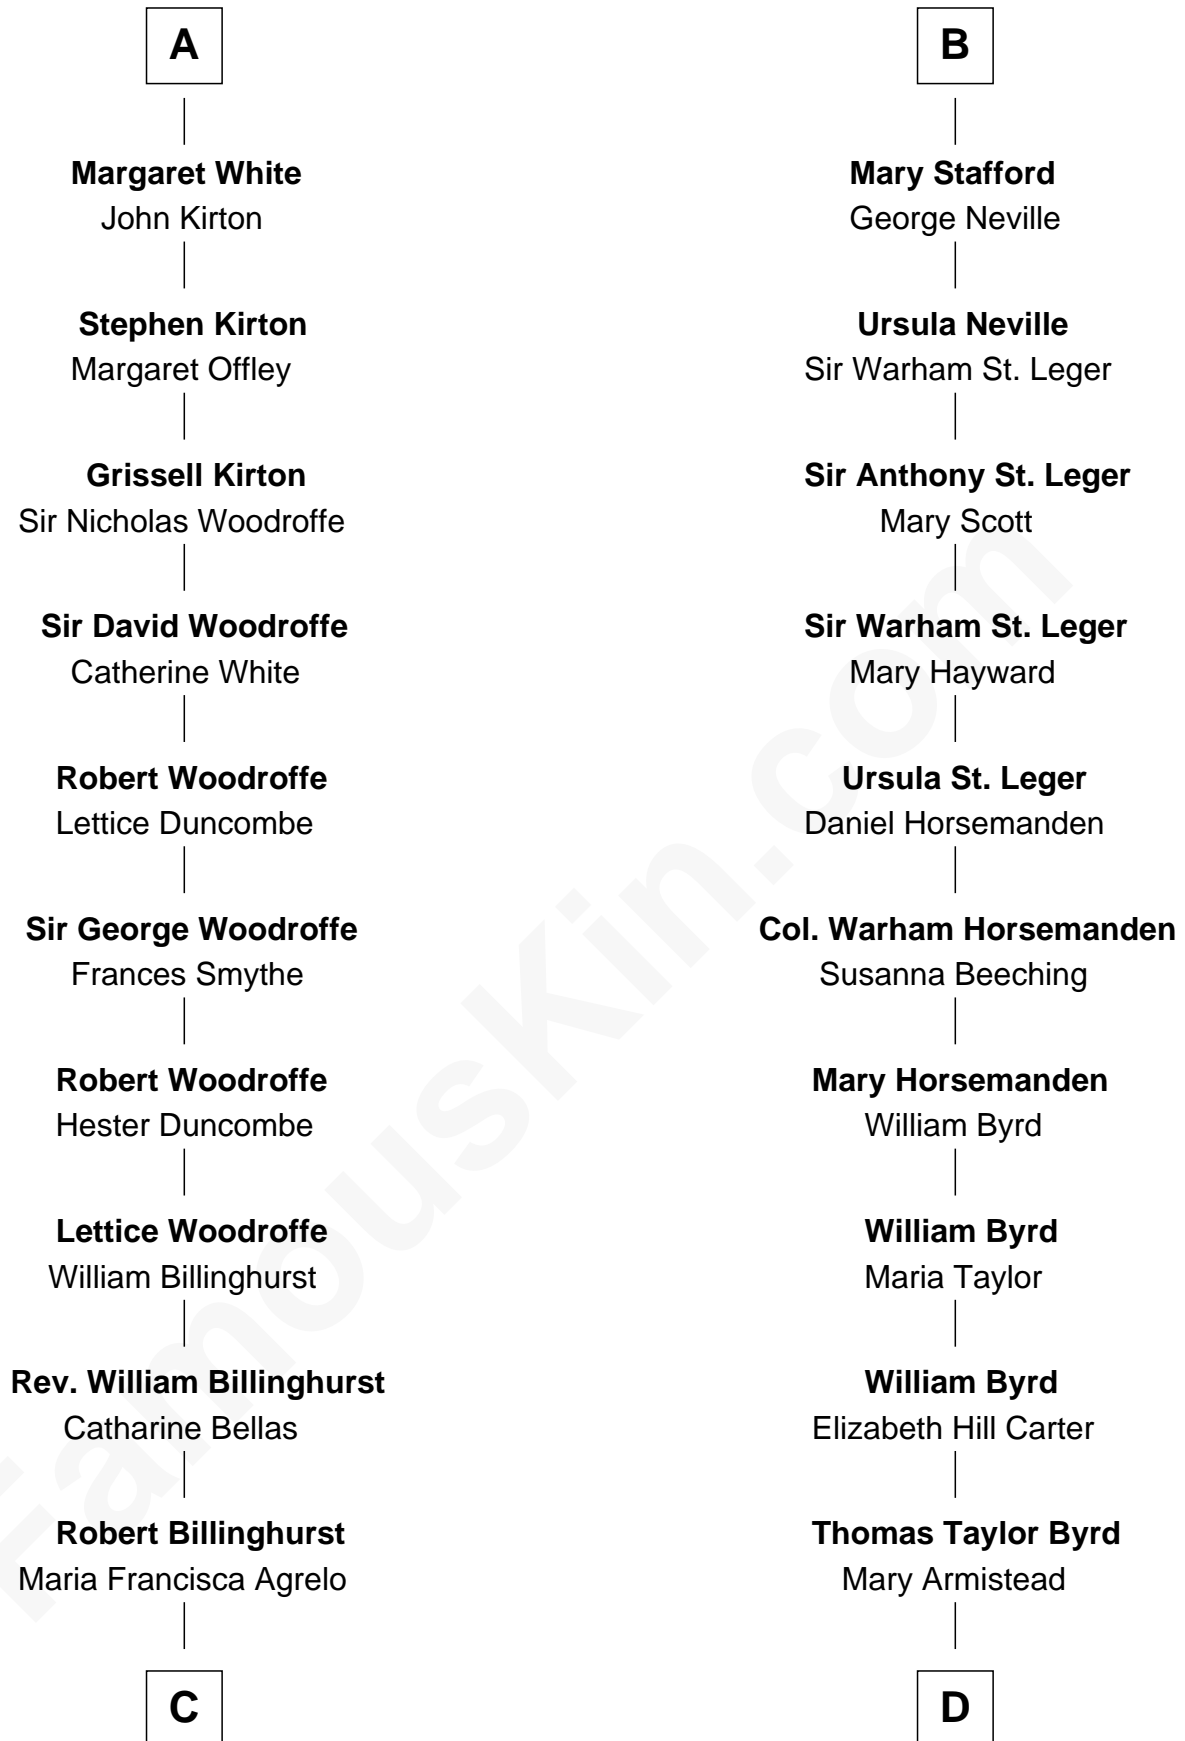 A
Margaret White
John Kirton
Stephen Kirton
Margaret Offley
Grissell Kirton
Sir Nicholas Woodroffe
Sir David Woodroffe
Catherine White
Robert Woodroffe
Lettice Duncombe
Sir George Woodroffe
Frances Smythe
Robert Woodroffe
Hester Duncombe
Lettice Woodroffe
William Billinghurst
Rev. William Billinghurst
Catharine Bellas
Robert Billinghurst
Maria Francisca Agrelo
C
B
Mary Stafford
George Neville
Ursula Neville
Sir Warham St. Leger
Sir Anthony St. Leger
Mary Scott
Sir Warham St. Leger
Mary Hayward
Ursula St. Leger
Daniel Horsemanden
Col. Warham Horsemanden
Susanna Beeching
Mary Horsemanden
William Byrd
William Byrd
Maria Taylor
William Byrd
Elizabeth Hill Carter
Thomas Taylor Byrd
Mary Armistead
D
FamousKin.com